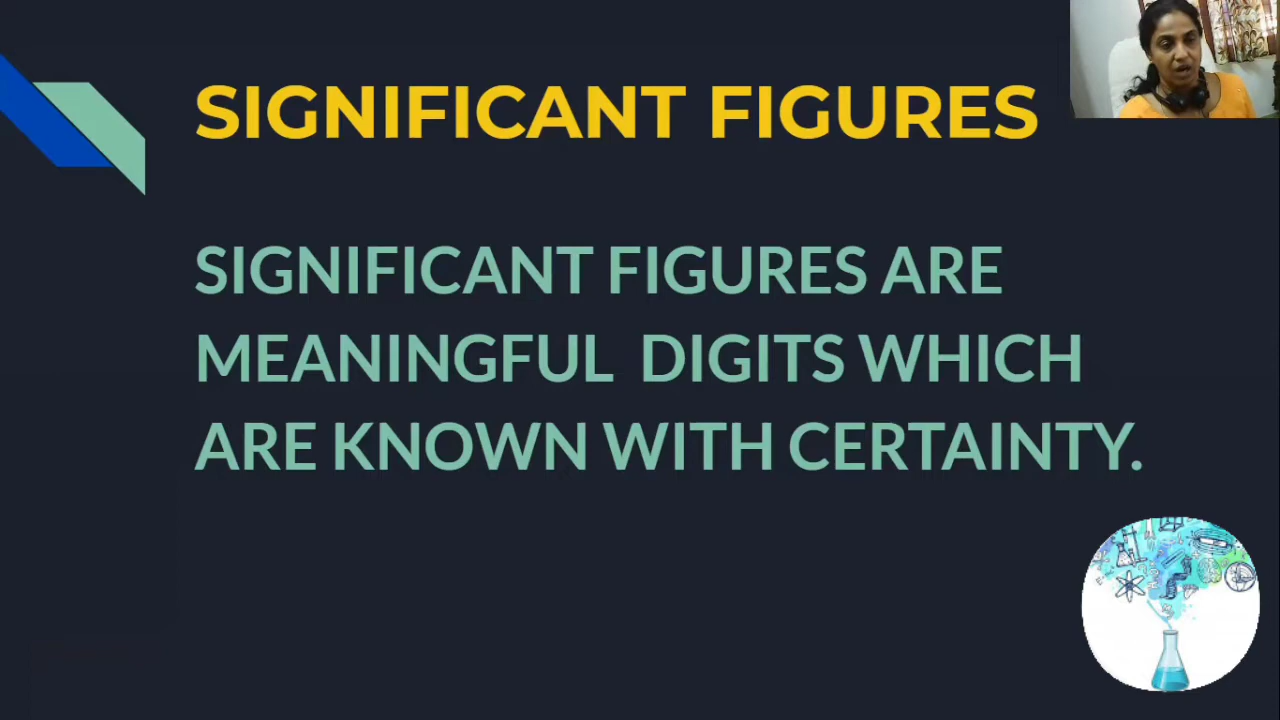 SIGNIFICANT FIGURES
SIGNIFICANT FIGURES ARE
MEANINGFUL DIGITS WHICH
ARE KNOWN WITH CERTAINTY.